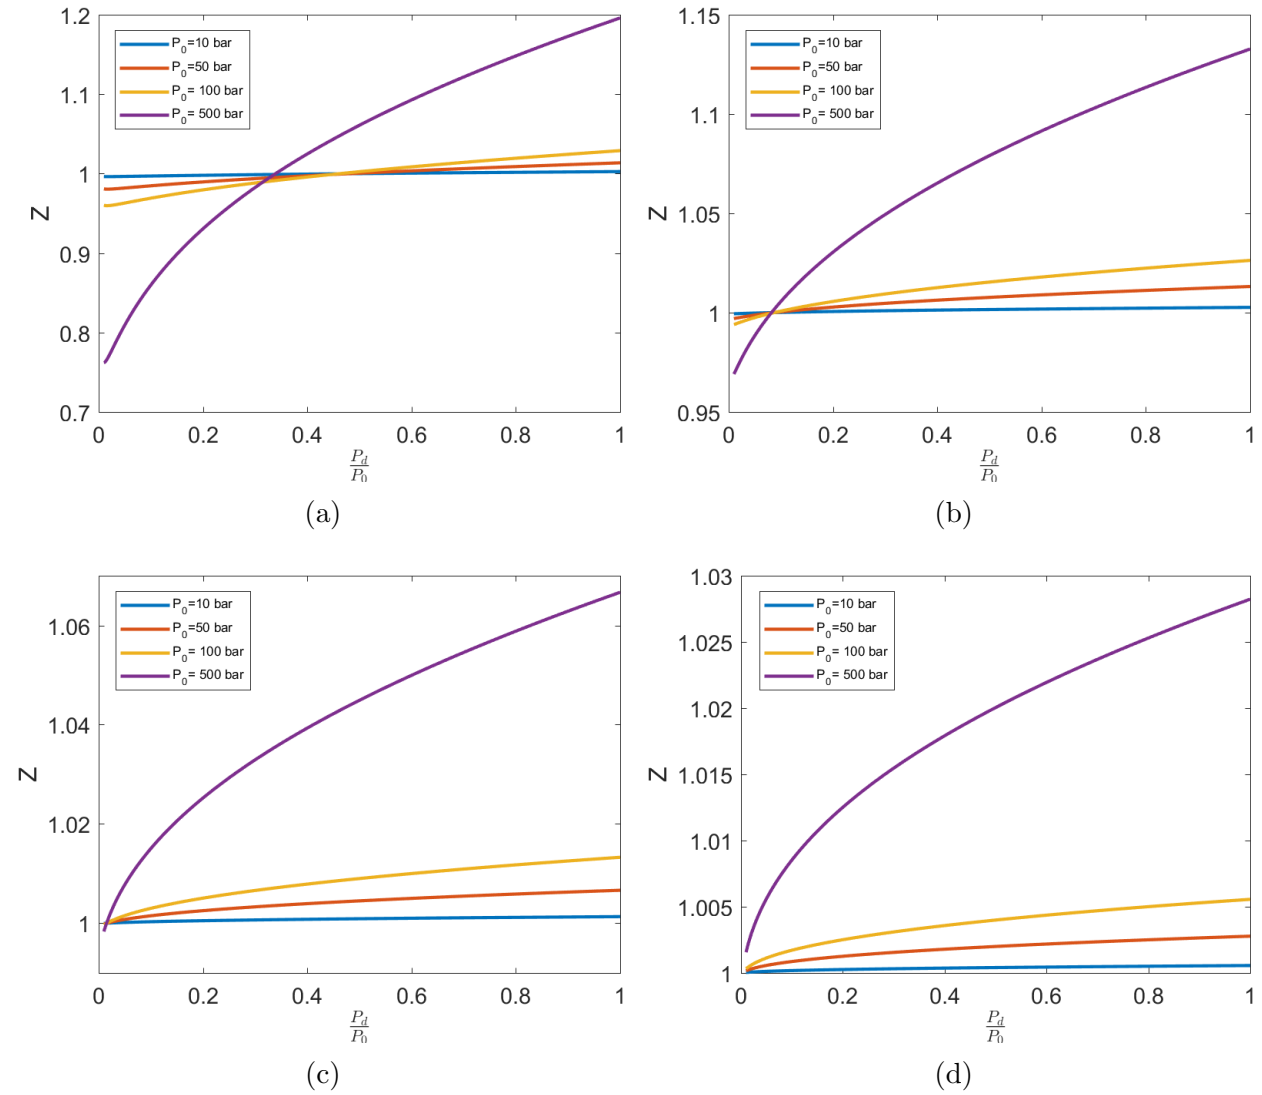 1.2
1.1
1
0.9
0.8
0.7
Z
P0=10 bar
P0=50 bar
P0= 100 bar
P0= 500 bar
0 0.2 0.4 0.6 0.8 1
Pd
P0
(a)
1.15
1.1
1.05
1
0.95
Z
P0=10 bar
P0=50 bar
P0= 100 bar
P0= 500 bar
0 0.2 0.4 0.6 0.8 1
Pd
P0
(b)
1.06
1.04
1.02
1
Z
P0=10 bar
P0=50 bar
P0= 100 bar
P0= 500 bar
0 0.2 0.4 0.6 0.8 1
Pd
P0
(c)
1.03
1.025
1.02
1.015
1.01
1.005
1
Z
P0=10 bar
P0=50 bar
P0= 100 bar
P0= 500 bar
0 0.2 0.4 0.6 0.8 1
Pd
P0
(d)